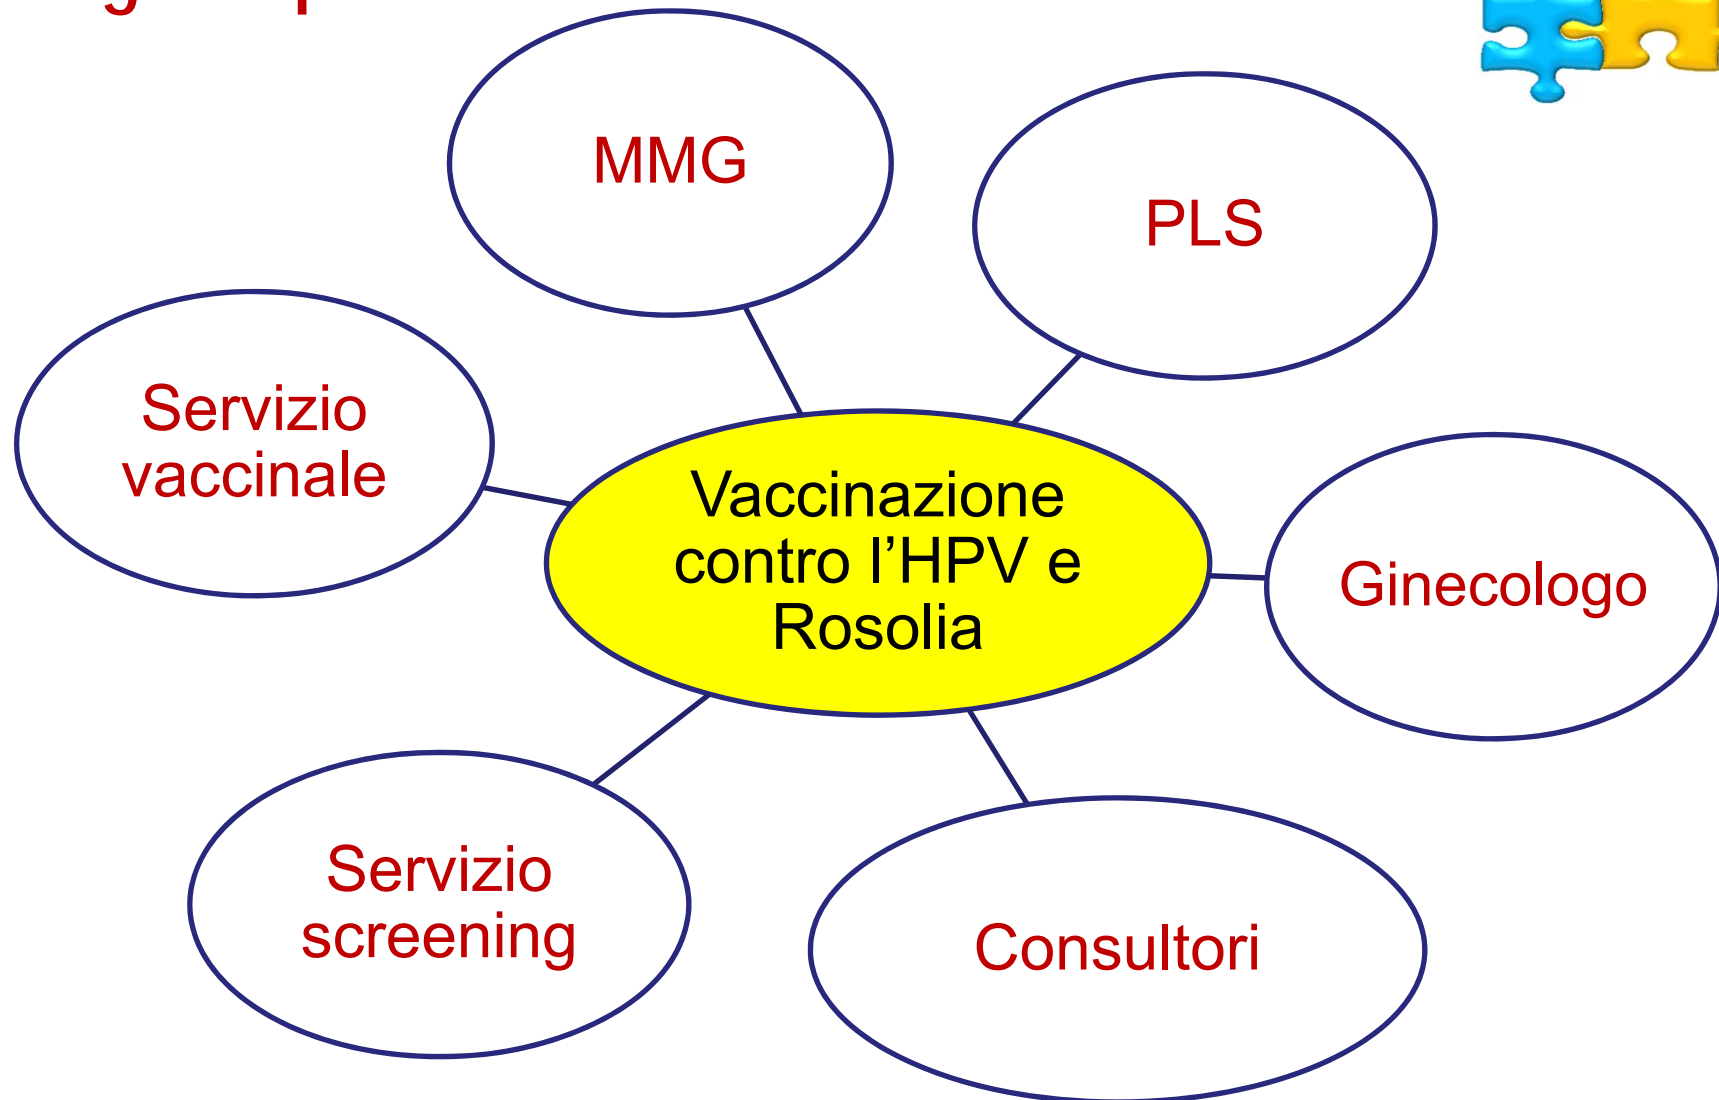 MMG
PLS
Servizio
vaccinale
Vaccinazione
contro l’HPV e
Rosolia
Ginecologo
Servizio
screening
Consultori